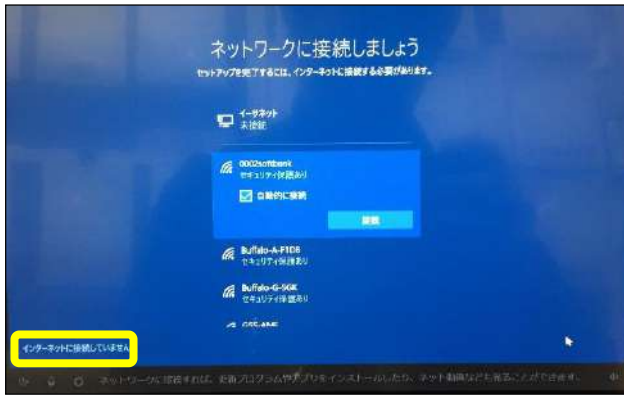 ネットワークに接続しましょう
セットアップを完了するには、インターネットに接続する必要があります。
イーサネット
未接続
0002softbank
セキュリティ保護あり
自動的に接続
接続
Buffalo-A-F1D8
セキュリティ保護あり
Buffalo-G-5GK
セキュリティ保護あり
インターネットに接続していません
ネットワークに接続すれば、更新プログラムやアプリをインストールしたり、ネット動画なども見ることができます。